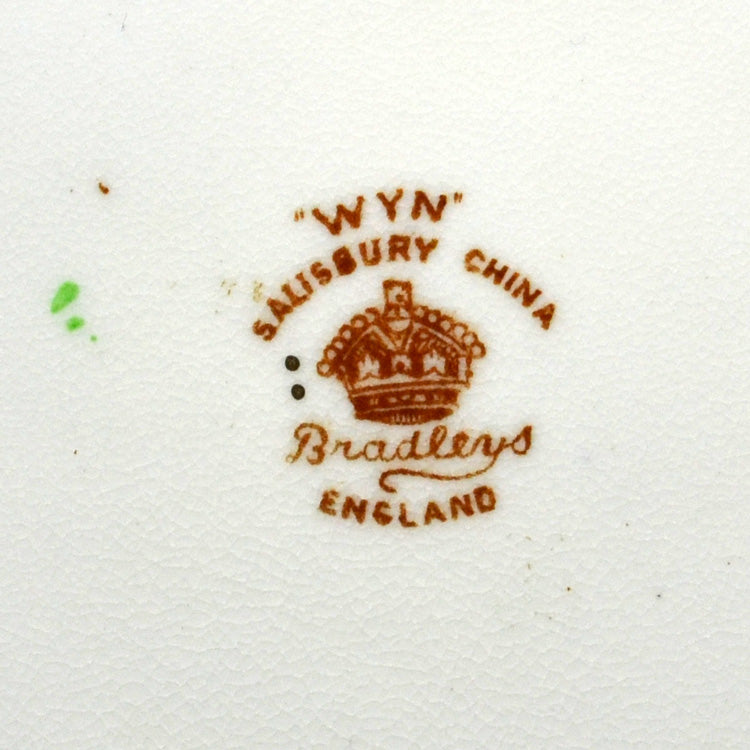 "WYN"
SALISBURY CHINA
Bradleys
ENGLAND